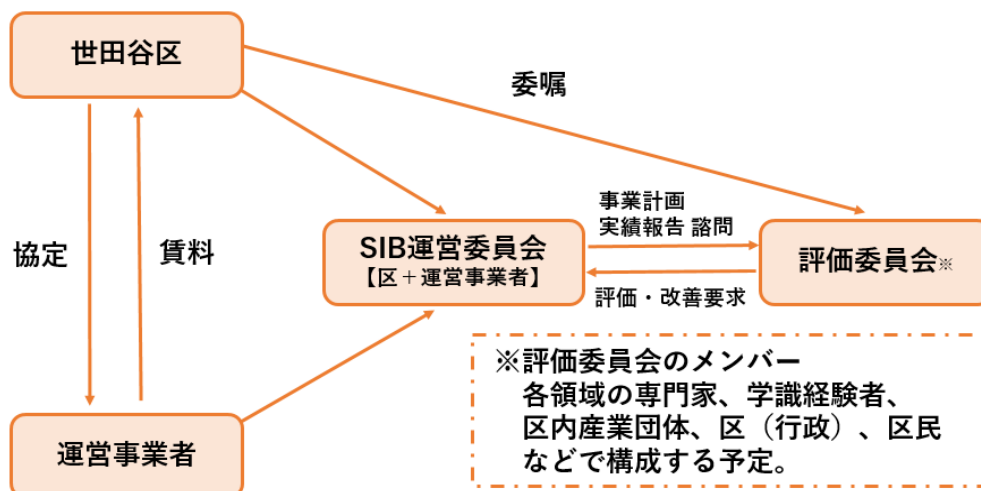 世田谷区
委嘱
協定
賃料
SIB運営委員会
【区＋運営事業者】
事業計画
実績報告 諮問
評価・改善要求
評価委員会※
運営事業者
※評価委員会のメンバー
各領域の専門家、学識経験者、
区内産業団体、区（行政）、区民
などで構成する予定。